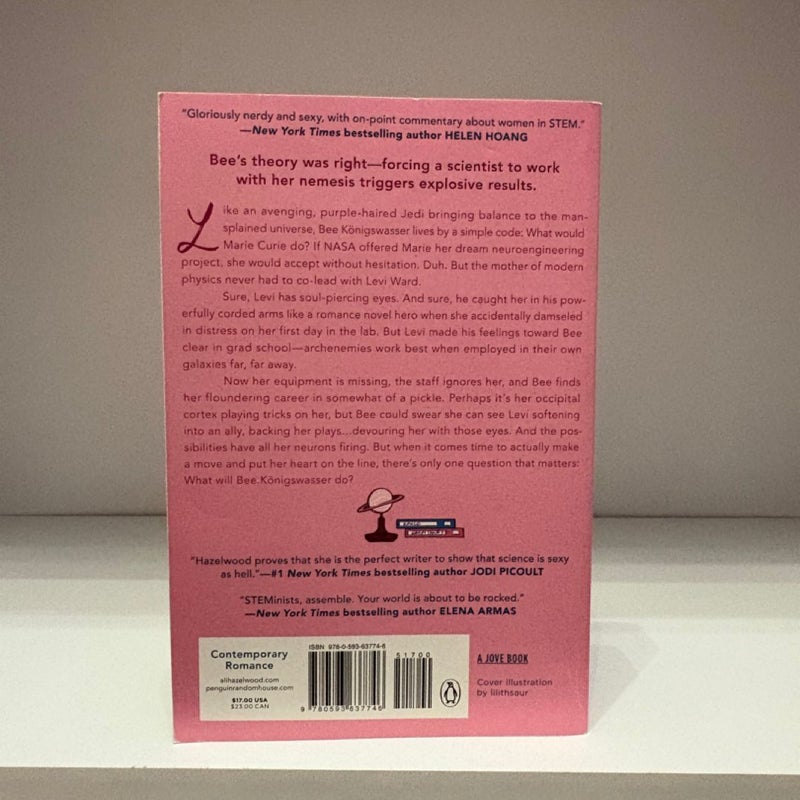 "Gloriously nerdy and sexy, with on-point commentary about women in STEM."
—New York Times bestselling author HELEN HOANG
Bee's theory was right—forcing a scientist to work
with her nemesis triggers explosive results.
Like an avenging, purple-haired Jedi bringing balance to the man-
splained universe, Bee Königswasser lives by a simple code: What would
Marie Curie do? If NASA offered Marie her dream neuroengineering
project, she would accept without hesitation. Duh. But the mother of modern
physics never had to co-lead with Levi Ward.
Sure, Levi has soul-piercing eyes. And sure, he caught her in his pow-
erfully corded arms like a romance novel hero when she accidentally damseled
in distress on her first day in the lab. But Levi made his feelings toward Bee
clear in grad school—archenemies work best when employed in their own
galaxies far, far away.
Now her equipment is missing, the staff ignores her, and Bee finds
her floundering career in somewhat of a pickle. Perhaps it's her occipital
cortex playing tricks on her, but Bee could swear she can see Levi softening
into an ally, backing her plays...devouring her with those eyes. And the pos-
sibilities have all her neurons firing. But when it comes time to actually make
a move and put her heart on the line, there's only one question that matters:
What will Bee Königswasser do?
"Hazelwood proves that she is the perfect writer to show that science is sexy
as hell."—#1 New York Times bestselling author JODI PICOULT
"STEMinists, assemble. Your world is about to be rocked."
—New York Times bestselling author ELENA ARMAS
Contemporary
Romance
alihazelwood.com
penguinrandomhouse.com
$17.00 USA
$23.00 CAN
ISBN 978-0-593-63774-6
51700
9 780593 637746
A JOVE BOOK
Cover illustration
by lilithsaur